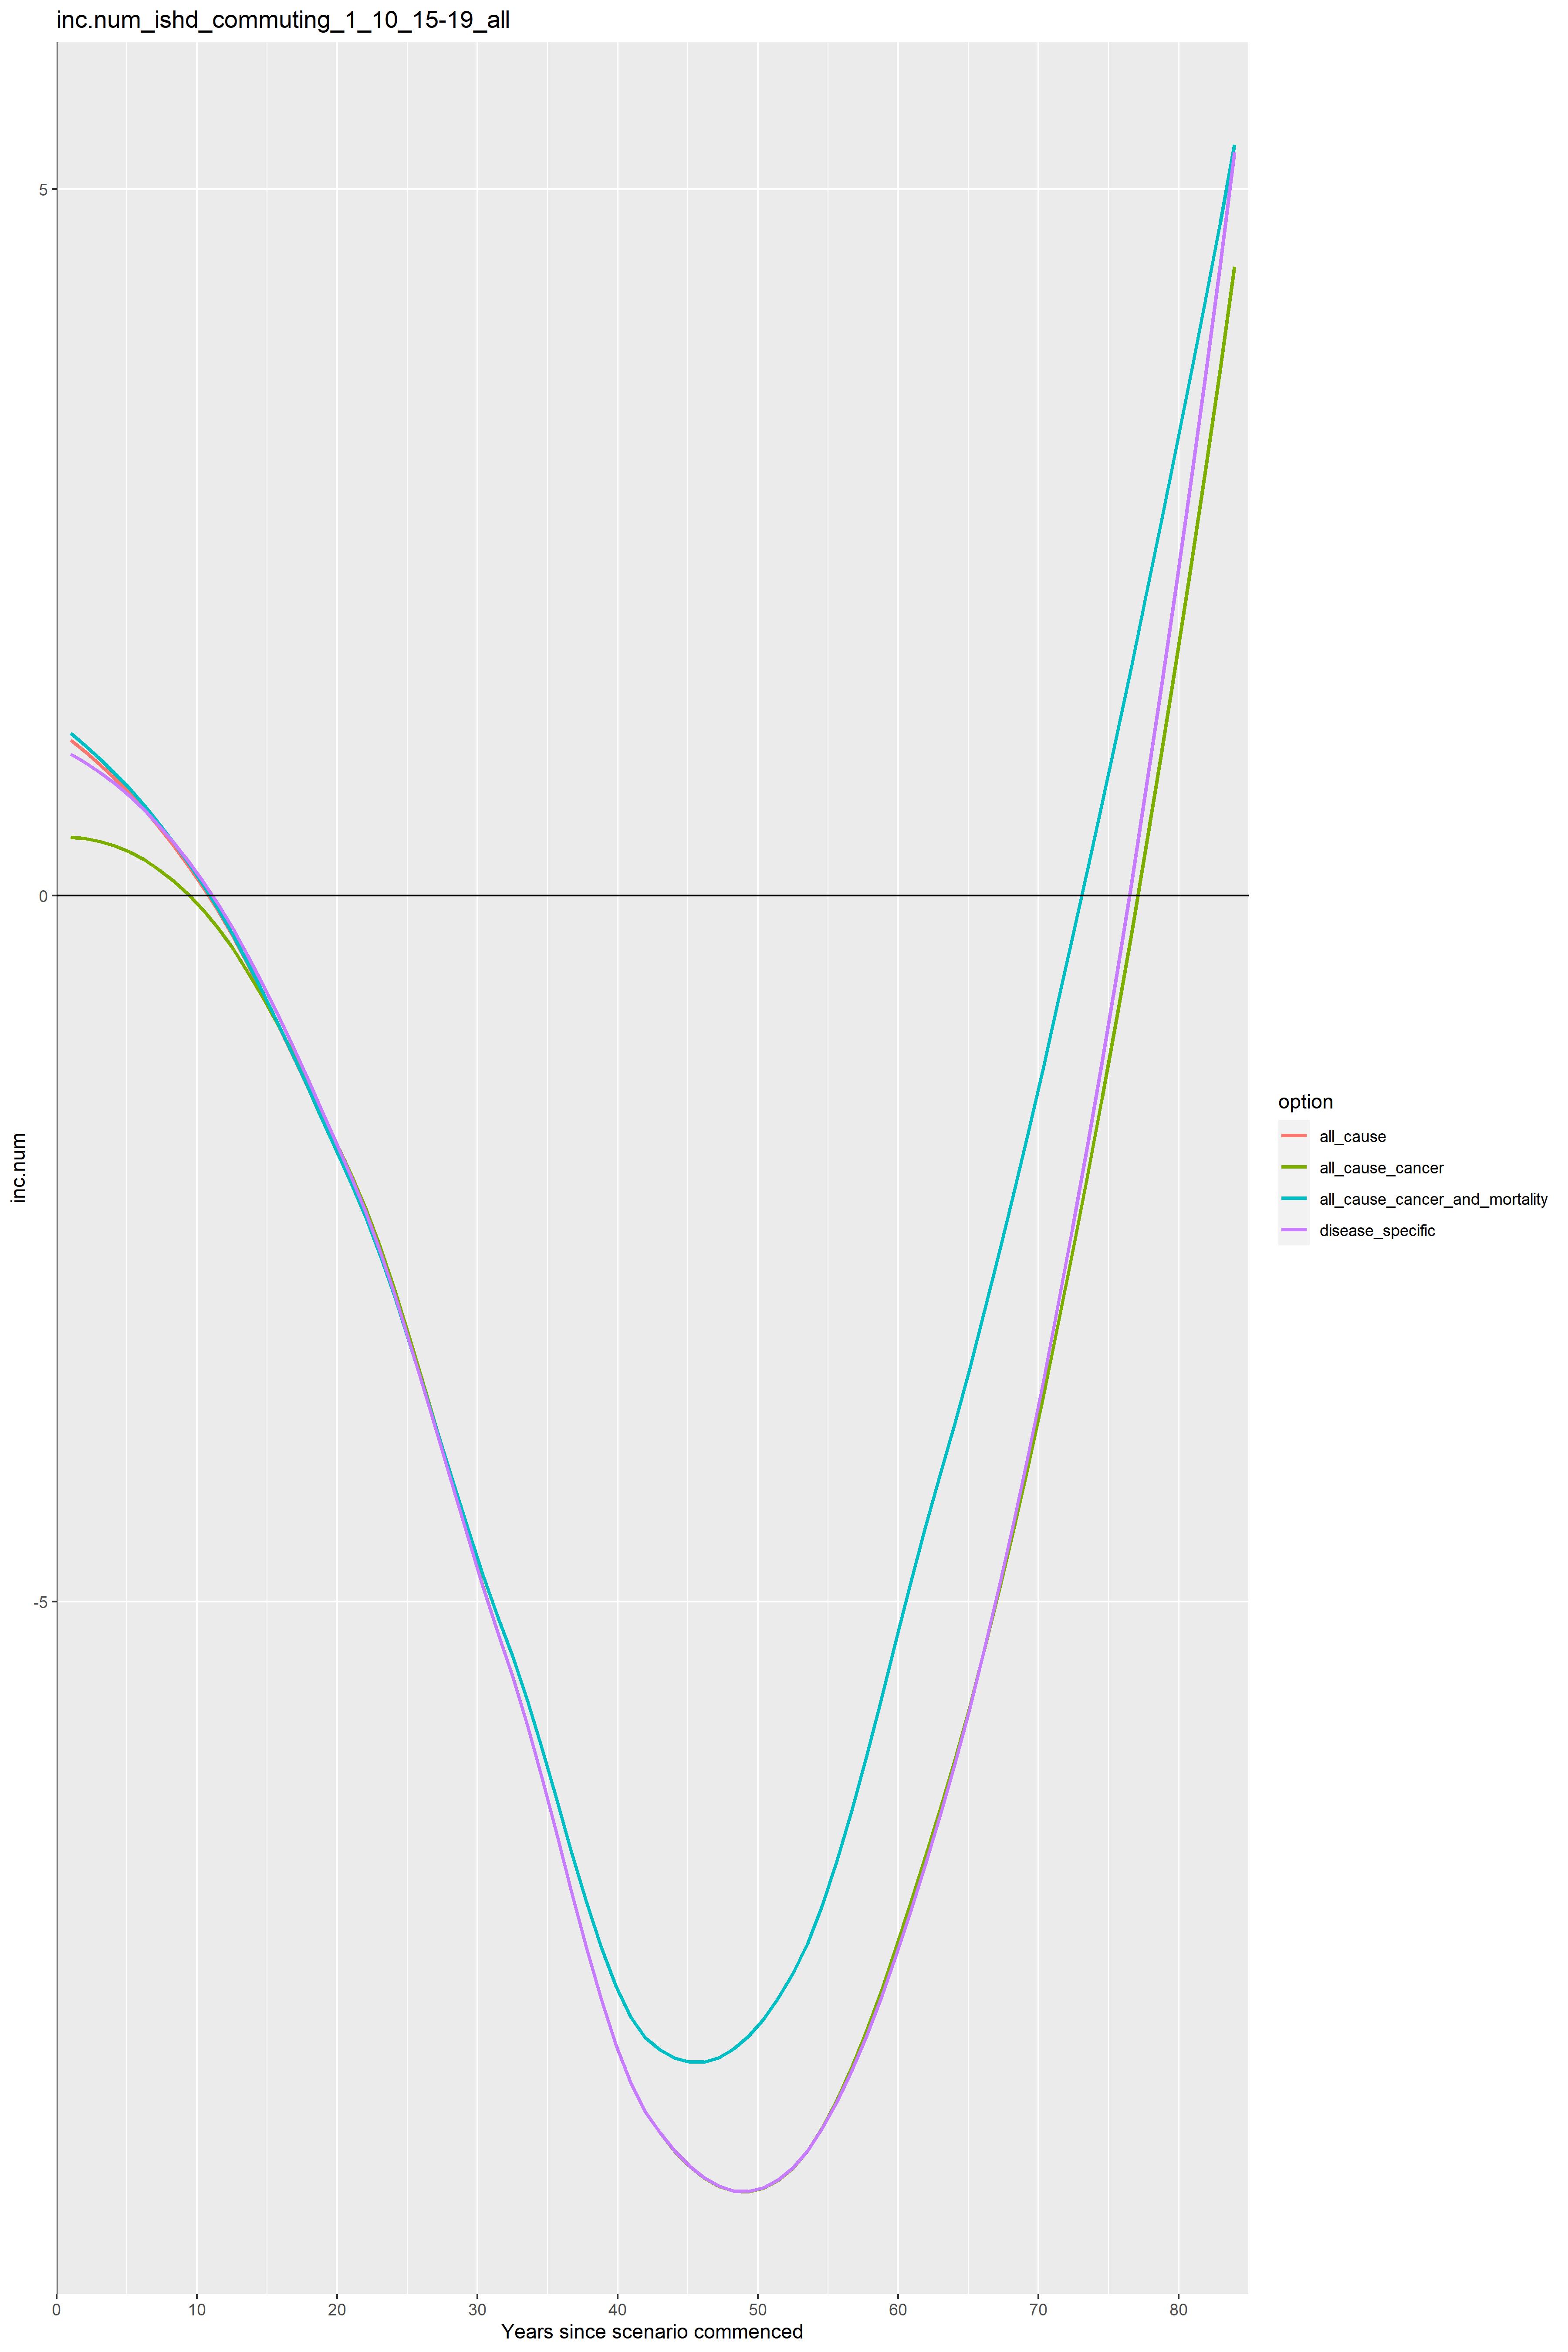 inc.num_ishd_commuting_1_10_15-19_all
5
0
-5
inc.num
0 10 20 30 40 50 60 70 80
Years since scenario commenced
option
all_cause
all_cause_cancer
all_cause_cancer_and_mortality
disease_specific